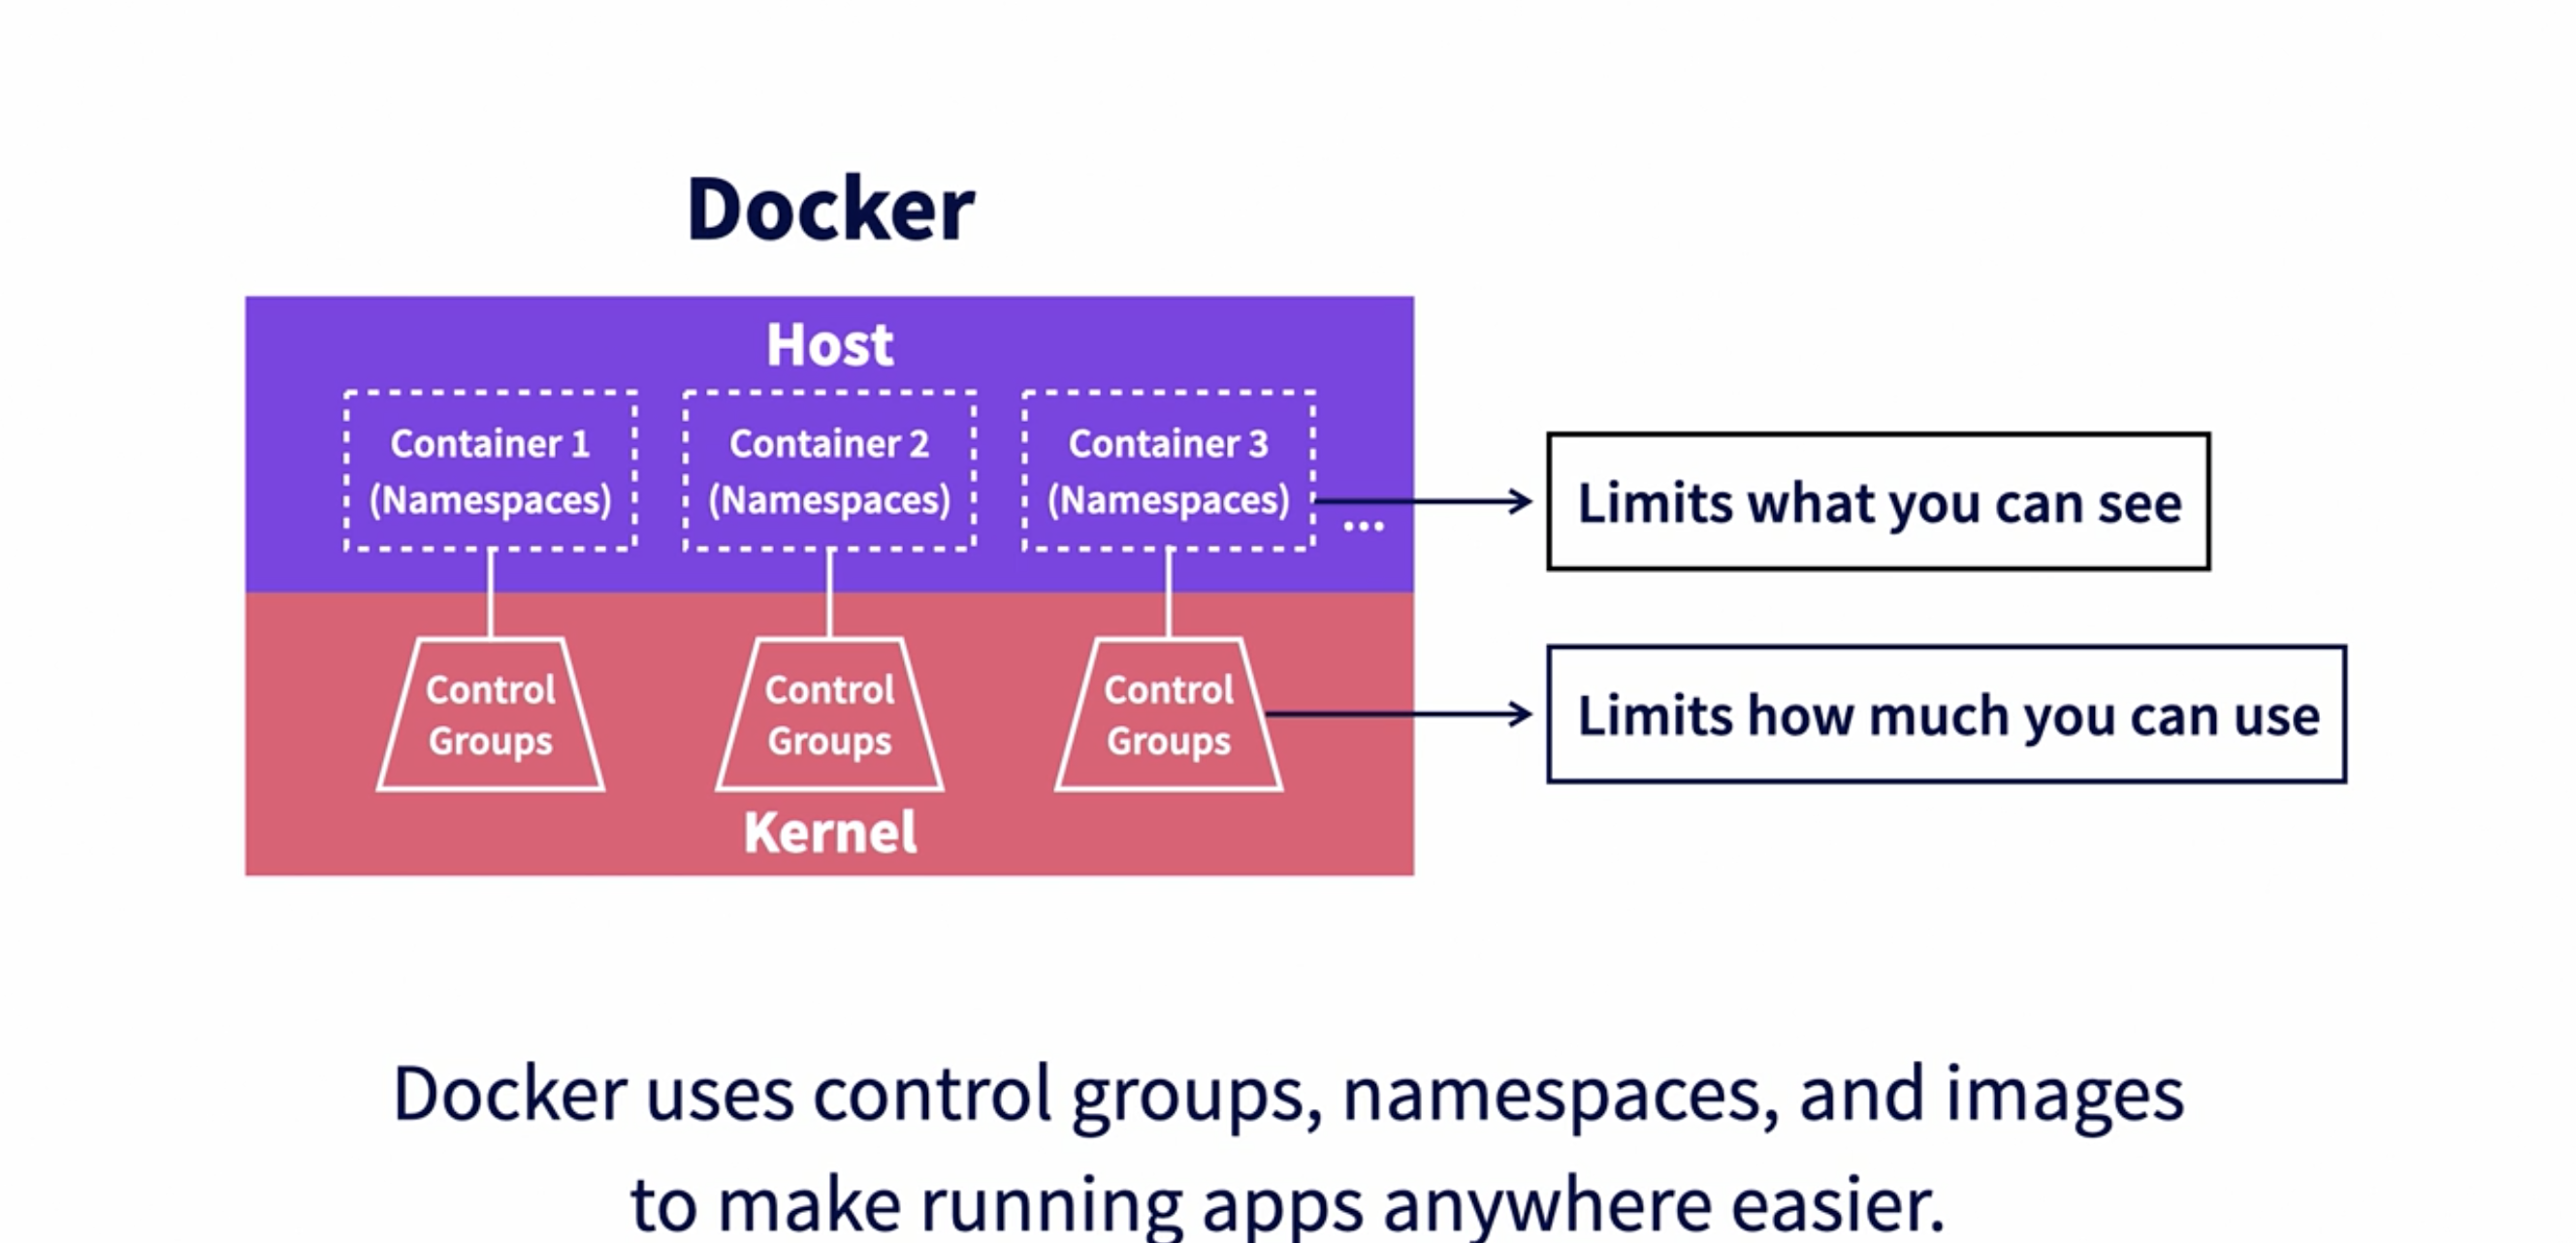 Docker
Host
Container 1
(Namespaces)
Container 2
(Namespaces)
Container 3
(Namespaces)
...
Limits what you can see
Control
Groups
Control
Groups
Control
Groups
Limits how much you can use
Kernel
Docker uses control groups, namespaces, and images
to make running apps anywhere easier.